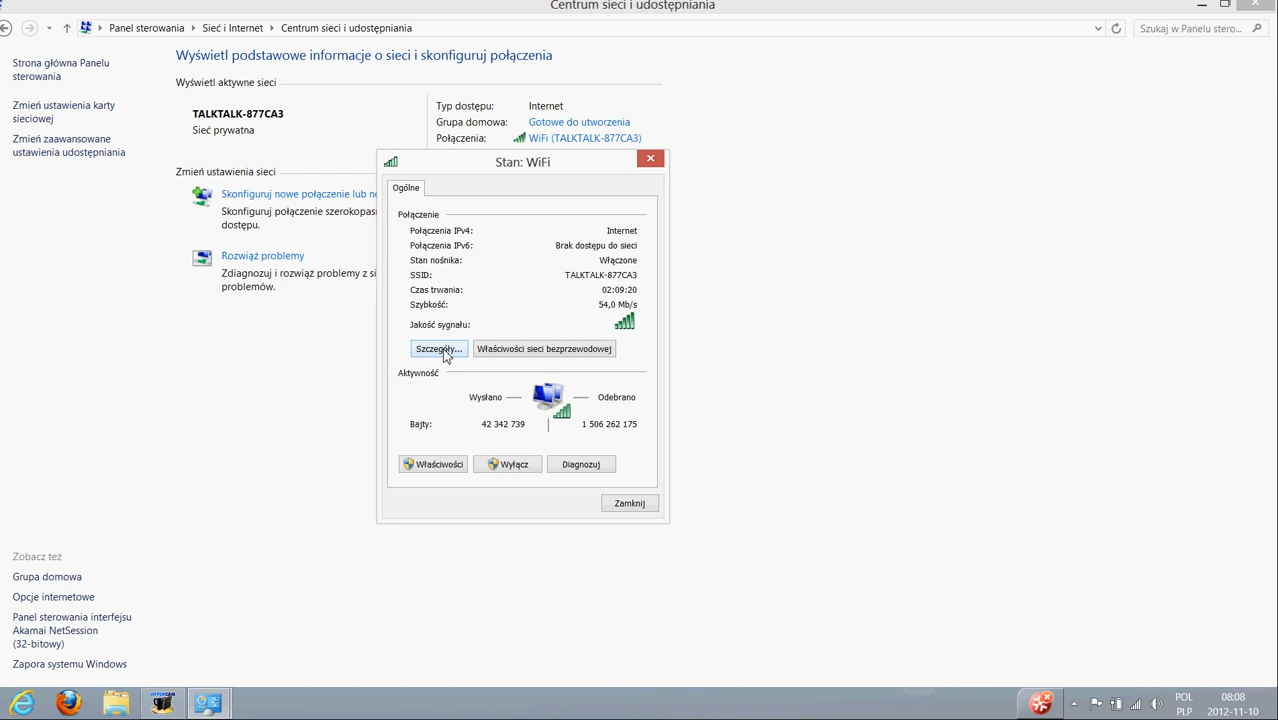 Centrum sieci i udostępniania
Panel sterowania
Sieć i Internet
Centrum sieci i udostępniania
Szukaj w Panelu stero...
Strona główna Panelu
sterowania
Zmień ustawienia karty
sieciowej
Zmień zaawansowane
ustawienia udostępniania
Wyświetl podstawowe informacje o sieci i skonfiguruj połączenia
Wyświetl aktywne sieci
TALKTALK-877CA3
Sieć prywatna
Typ dostępu: Internet
Grupa domowa: Gotowe do utworzenia
Połączenia: WiFi (TALKTALK-877CA3)
Zmień ustawienia sieci
Skonfiguruj nowe połączenie lub no
Skonfiguruj połączenie szerokopas
dostępu.
Rozwiąż problemy
Zdiagnozuj i rozwiąż problemy z si
problemów.
Stan: WiFi
Ogólne
Połączenie
Połączenia IPv4: Internet
Połączenia IPv6: Brak dostępu do sieci
Stan nośnika: Włączone
SSID: TALKTALK-877CA3
Czas trwania: 02:09:20
Szybkość: 54,0 Mb/s
Jakość sygnału:
Szczegóły... Właściwości sieci bezprzewodowej
Aktywność
Wysłano Odebrano
Bajty: 42 342 739 1 506 262 175
Właściwości Wyłącz Diagnozuj
Zamknij
Zobacz też
Grupa domowa
Opcje internetowe
Panel sterowania interfejsu
Akamai NetSession
(32-bitowy)
Zapora systemu Windows
POL
PLP
08:08
2012-11-10